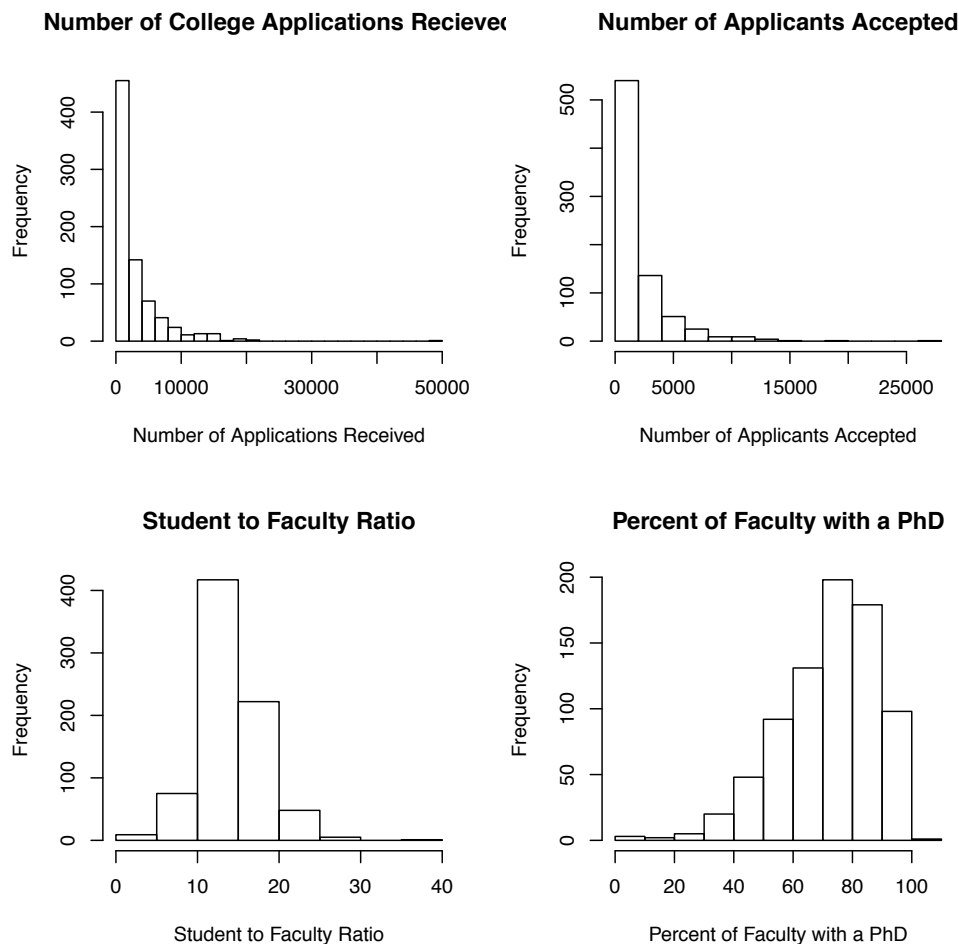 Number of College Applications Recieved
Number of Applicants Accepted
Frequency
0 100 200 300 400
0 10000 30000 50000
Number of Applications Received
Frequency
0 100 300 500
0 5000 15000 25000
Number of Applicants Accepted
Student to Faculty Ratio
Percent of Faculty with a PhD
Frequency
0 100 200 300 400
0 10 20 30 40
Student to Faculty Ratio
Frequency
0 50 100 150 200
0 20 40 60 80 100
Percent of Faculty with a PhD